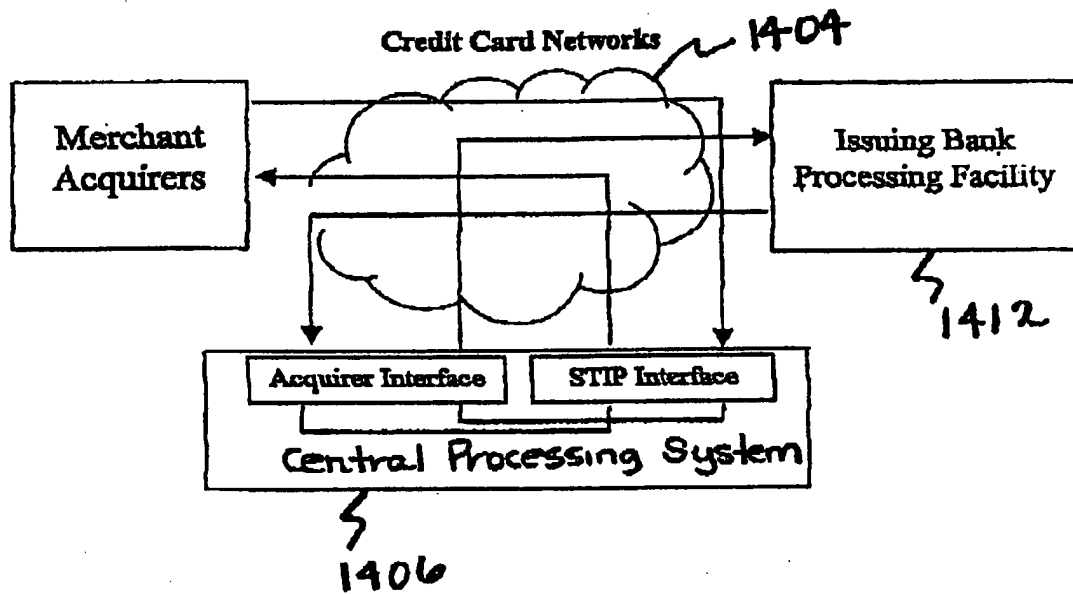 Credit Card Networks
1404
Merchant
Acquirers
Issuing Bank
Processing Facility
1412
Acquirer Interface
STIP Interface
Central Processing System
1406